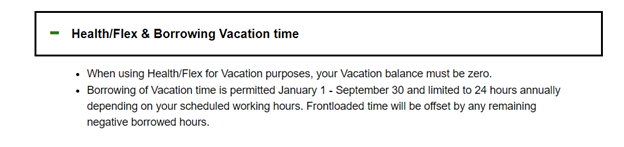 Health/Flex & Borrowing Vacation time
• When using Health/Flex for Vacation purposes, your Vacation balance must be zero.
• Borrowing of Vacation time is permitted January 1 - September 30 and limited to 24 hours annually
depending on your scheduled working hours. Frontloaded time will be offset by any remaining
negative borrowed hours.